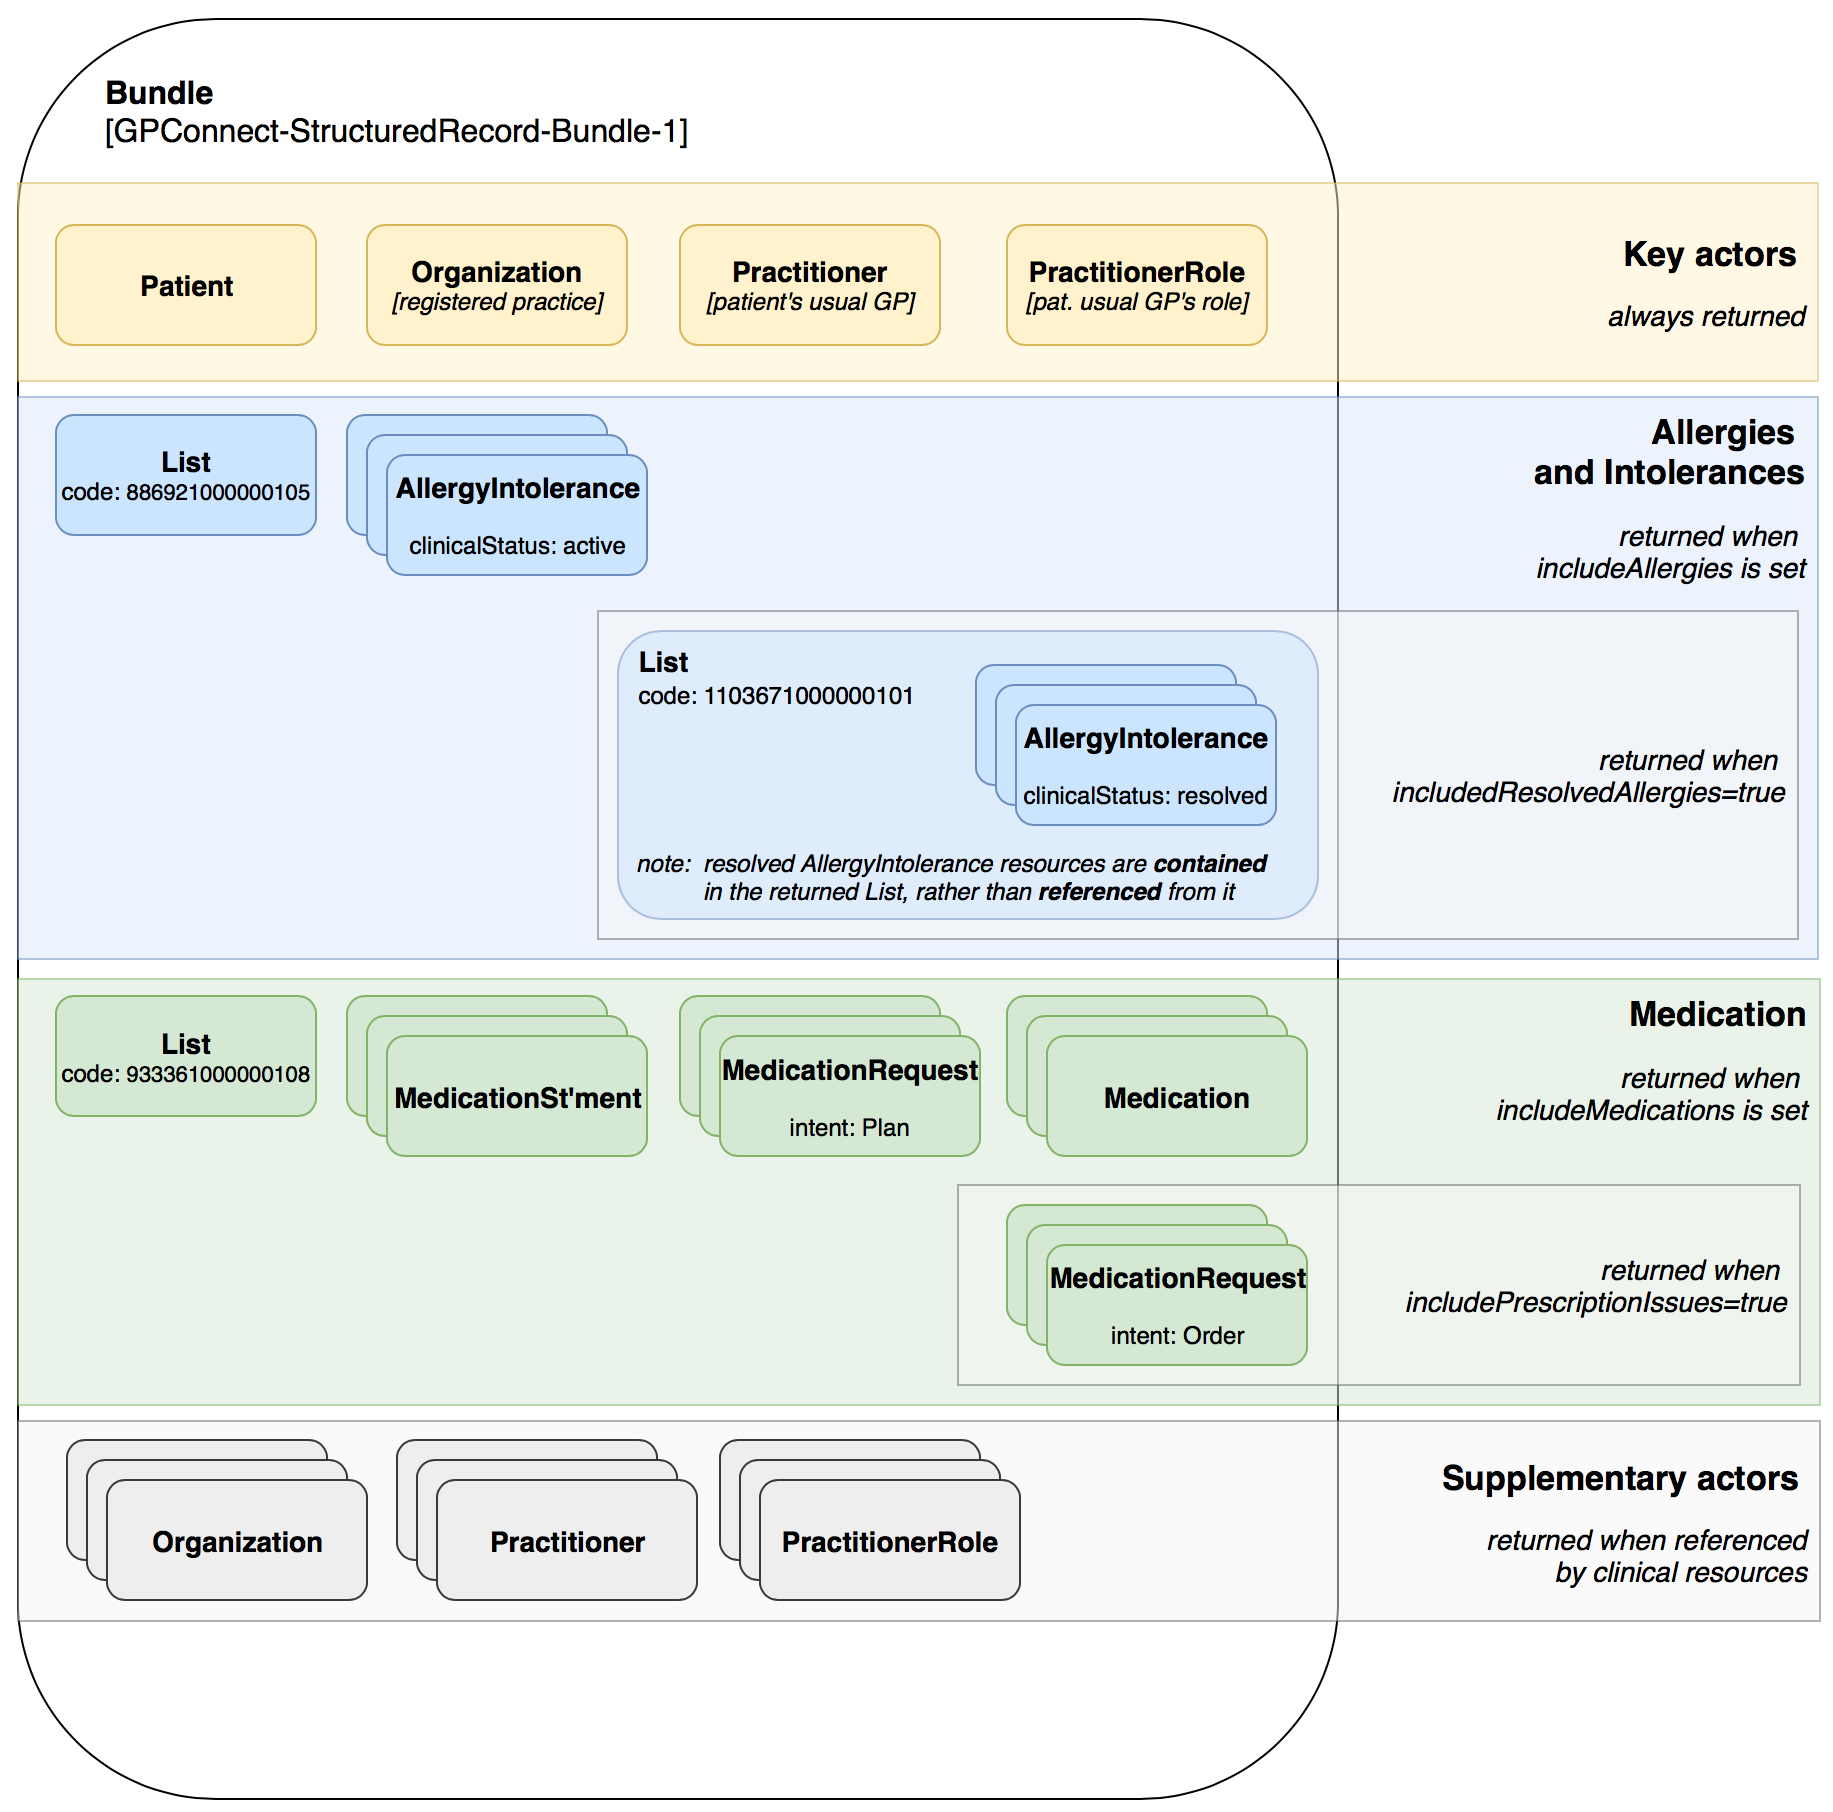 Bundle
[GPConnect-StructuredRecord-Bundle-1]
Patient
Organization
[registered practice]
Practitioner
[patient's usual GP]
PractitionerRole
[pat. usual GP's role]
Key actors
always returned
List
code: 886921000000105
AllergyIntolerance
clinicalStatus: active
Allergies
and Intolerances
returned when
includeAllergies is set
List
code: 1103671000000101
AllergyIntolerance
clinicalStatus: resolved
note: resolved AllergyIntolerance resources are contained
in the returned List, rather than referenced from it
returned when
includedResolvedAllergies=true
List
code: 933361000000108
MedicationSt'ment
MedicationRequest
intent: Plan
Medication
Medication
returned when
includeMedications is set
MedicationRequest
intent: Order
returned when
includePrescriptionIssues=true
Organization
Practitioner
PractitionerRole
Supplementary actors
returned when referenced
by clinical resources